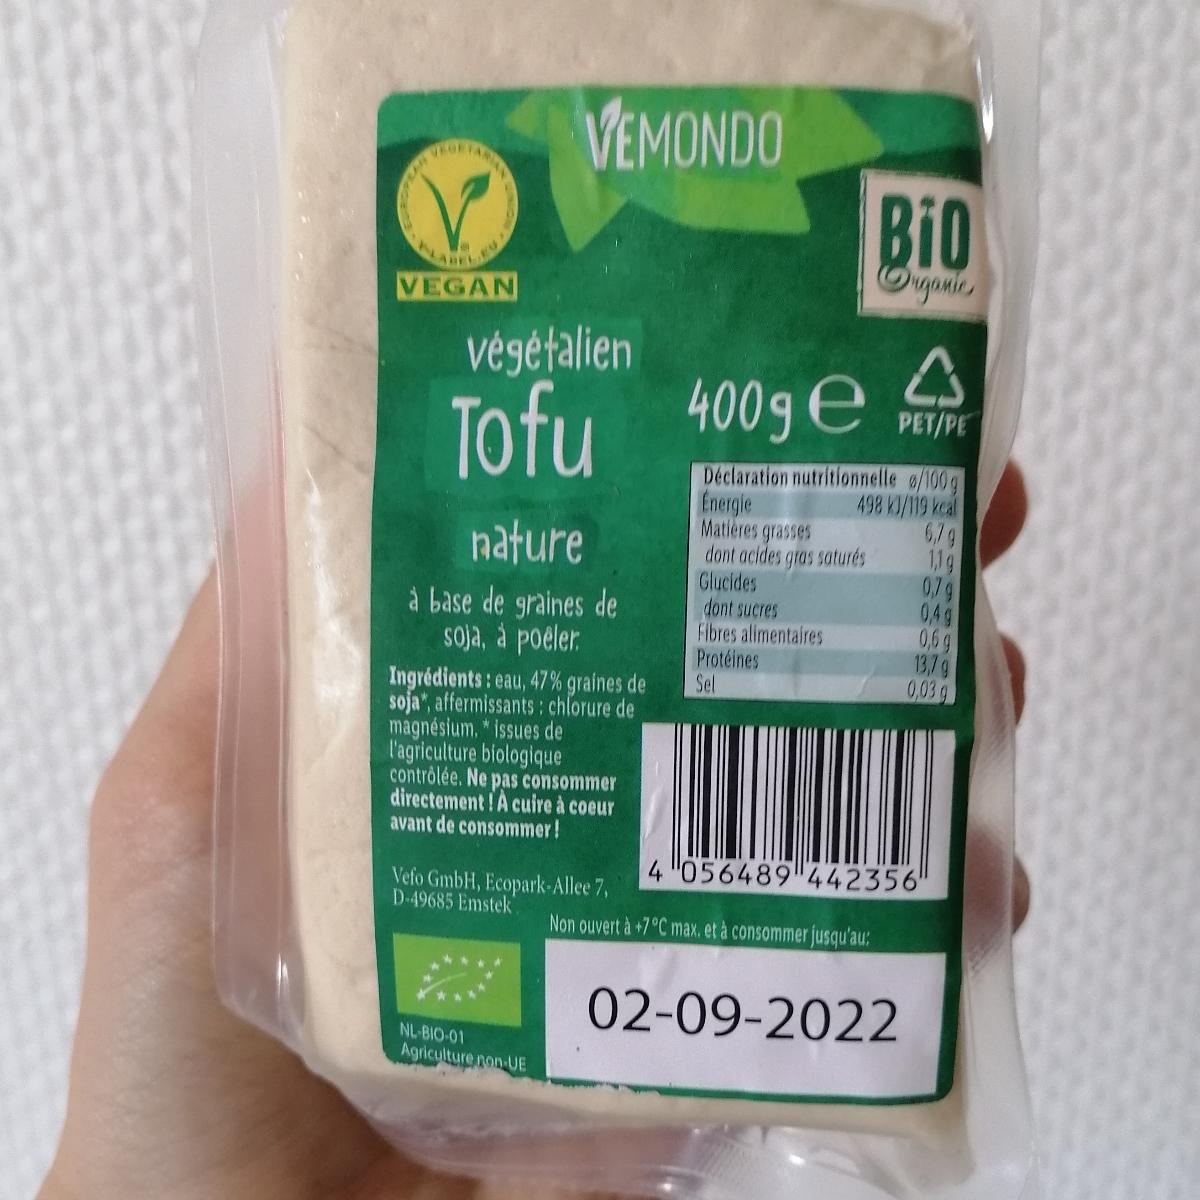 VEMONDO
EUROPEAN VEGETARIAN UNION
V-LABEL.EU
VEGAN
BiO
Organic
végétalien
Tofu
nature
à base de graines de
soja, à poêler.
400g e
PET/PE
Déclaration nutritionnelle ø/100 g
Énergie 498 kJ/119 kcal
Matières grasses 6,7 g
dont acides gras saturés 1,1 g
Glucides 0,7 g
dont sucres 0,4 g
Fibres alimentaires 0,6 g
Protéines 13,7 g
Sel 0,03 g
Ingrédients : eau, 47% graines de
soja*, affermissants : chlorure de
magnésium. * issues de
l'agriculture biologique
contrôlée. Ne pas consommer
directement ! À cuire à coeur
avant de consommer !
4 056489 442356
Vefo GmbH, Ecopark-Allee 7,
D-49685 Emstek
Non ouvert à +7°C max. et à consommer jusqu'au:
02-09-2022
NL-BIO-01
Agriculture non-UE